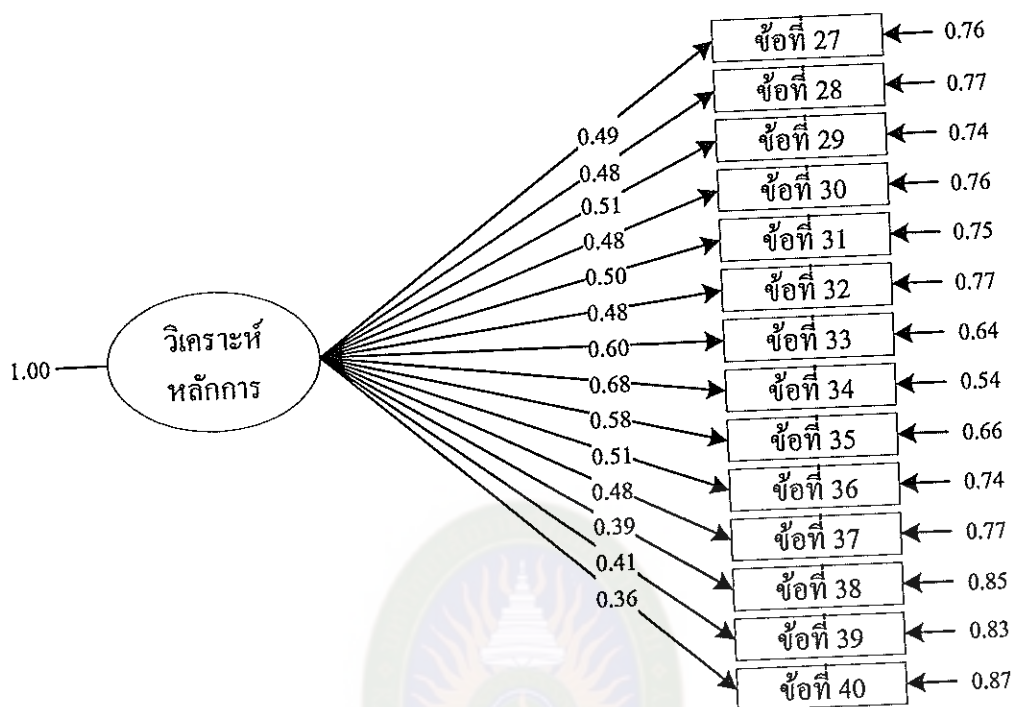 ข้อที่ 27 0.76
ข้อที่ 28 0.77
0.49 ข้อที่ 29 0.74
0.48 ข้อที่ 30 0.76
0.51 ข้อที่ 31 0.75
0.48 ข้อที่ 32 0.77
0.50 ข้อที่ 33 0.64
0.48 ข้อที่ 34 0.54
0.60 ข้อที่ 35 0.66
0.68 ข้อที่ 36 0.74
0.58 ข้อที่ 37 0.77
0.51 ข้อที่ 38 0.85
0.48 ข้อที่ 39 0.83
0.39 ข้อที่ 40 0.87
0.41
0.36
วิเคราะห์
หลักการ
1.00